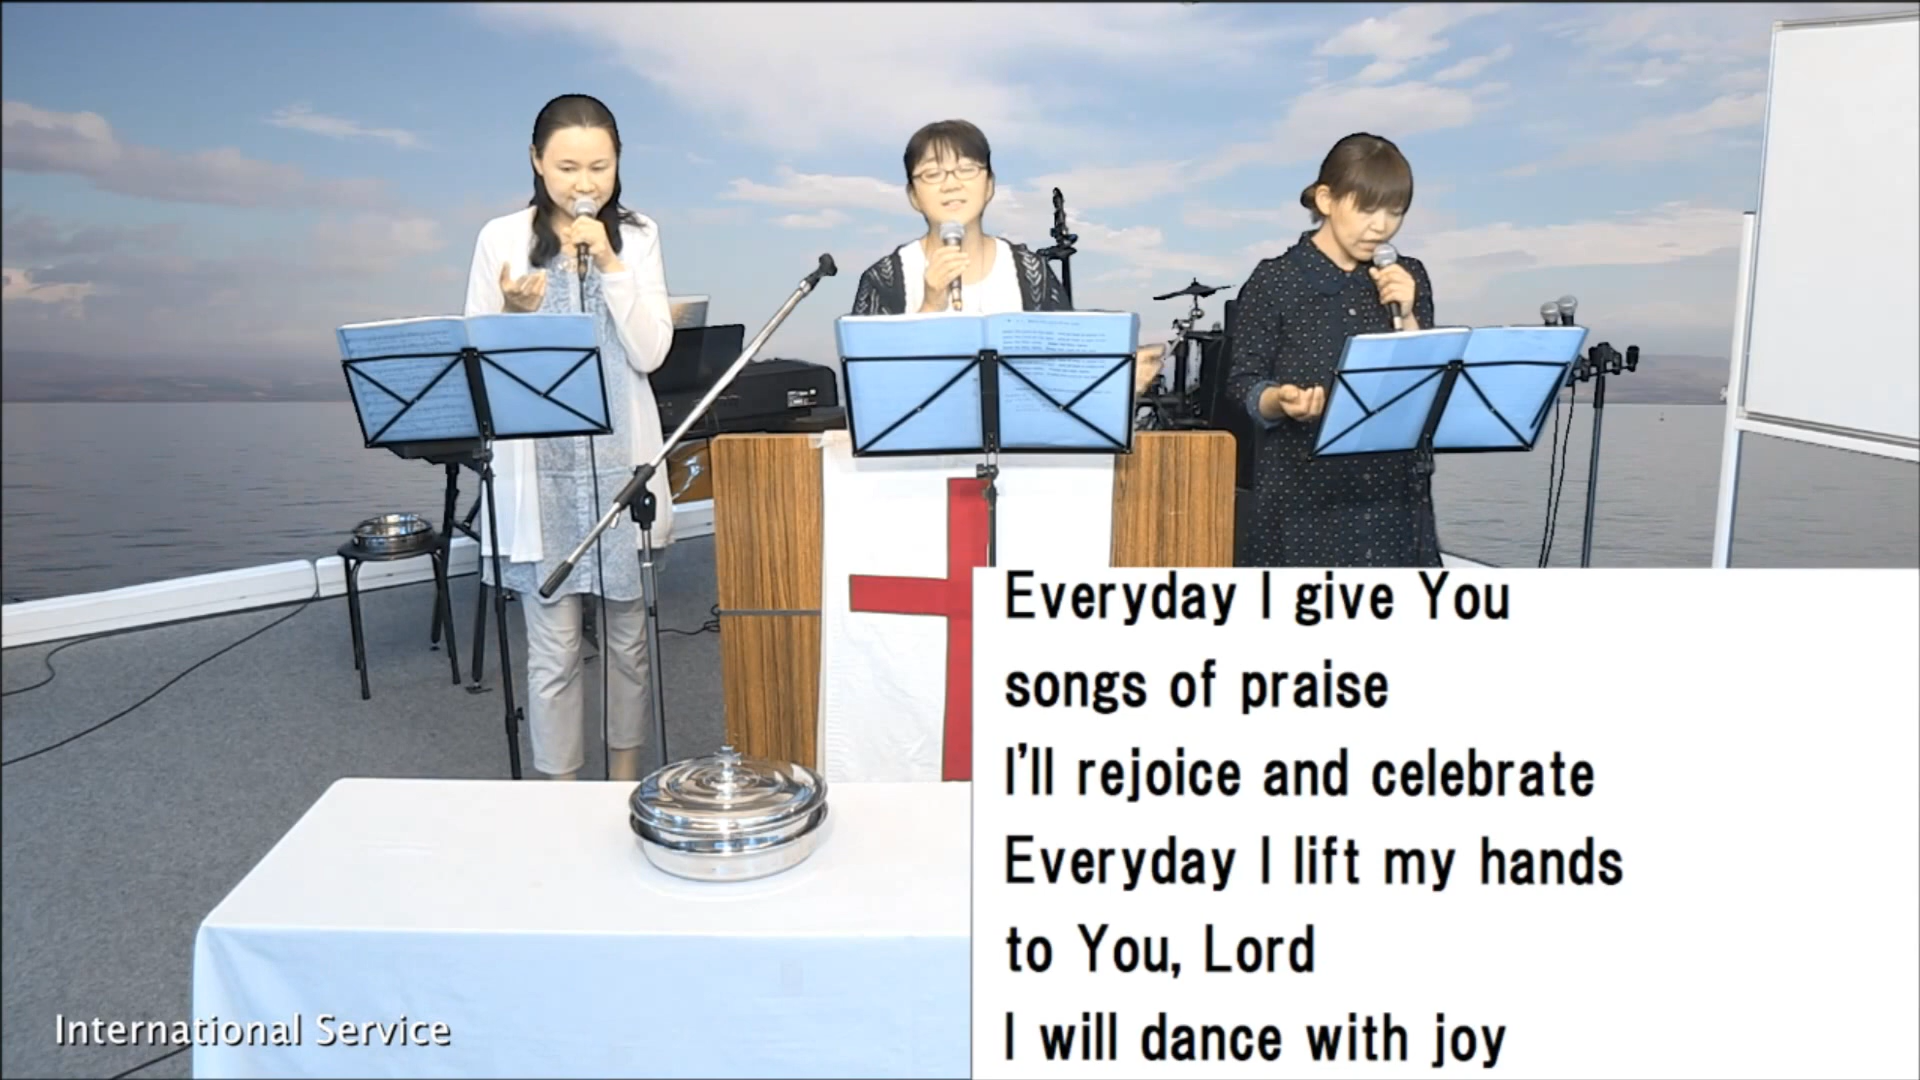 Everyday I give You
songs of praise
I'll rejoice and celebrate
Everyday I lift my hands
to You, Lord
I will dance with joy
International Service